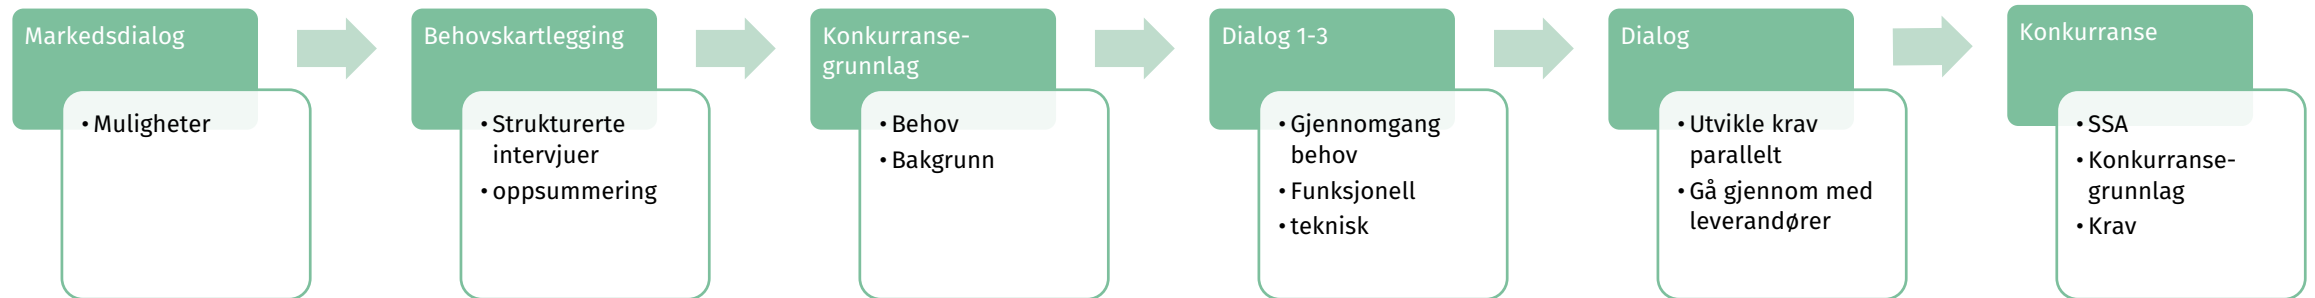 Markedsdialog
• Muligheter
Behovskartlegging
• Strukturerte
intervjuer
• oppsummering
Konkurranse-
grunnlag
• Behov
• Bakgrunn
Dialog 1-3
• Gjennomgang
behov
• Funksjonell
• teknisk
Dialog
• Utvikle krav
parallelt
• Gå gjennom med
leverandører
Konkurranse
• SSA
• Konkurranse-
grunnlag
• Krav